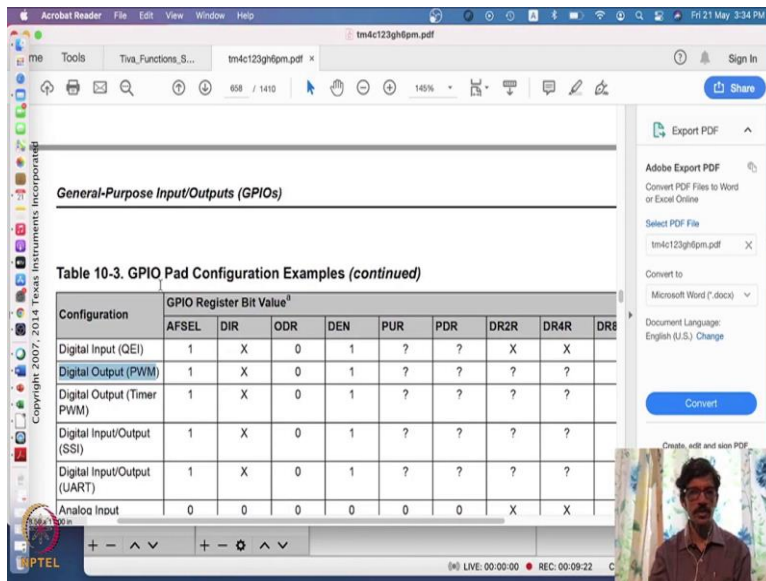 Acrobat Reader File Edit View Window Help Fri 21 May 3:34 PM
tm4c123gh6pm.pdf
me Tools Tiva_Functions_S... tm4c123gh6pm.pdf × Sign In
658 / 1410 145% Share
Export PDF
Adobe Export PDF
Convert PDF Files to Word
or Excel Online
Select PDF File
tm4c123gh6pm.pdf X
Convert to
Microsoft Word (*.docx)
Document Language:
English (U.S.) Change
Convert
Create, edit and sign PDF
Copyright 2007, 2014 Texas Instruments Incorporated
General-Purpose Input/Outputs (GPIOs)
Table 10-3. GPIO Pad Configuration Examples (continued)
Configuration GPIO Register Bit Valueᵃ
AFSEL DIR ODR DEN PUR PDR DR2R DR4R DR8
Digital Input (QEI) 1 X 0 1 ? ? X X
Digital Output (PWM) 1 X 0 1 ? ? ? ?
Digital Output (Timer 1 X 0 1 ? ? ? ?
PWM)
Digital Input/Output 1 X 0 1 ? ? ? ?
(SSI)
Digital Input/Output 1 X 0 1 ? ? ? ?
(UART)
Analog Input 0 0 0 0 0 0 X X
NPTEL
LIVE: 00:00:00 REC: 00:09:22 C